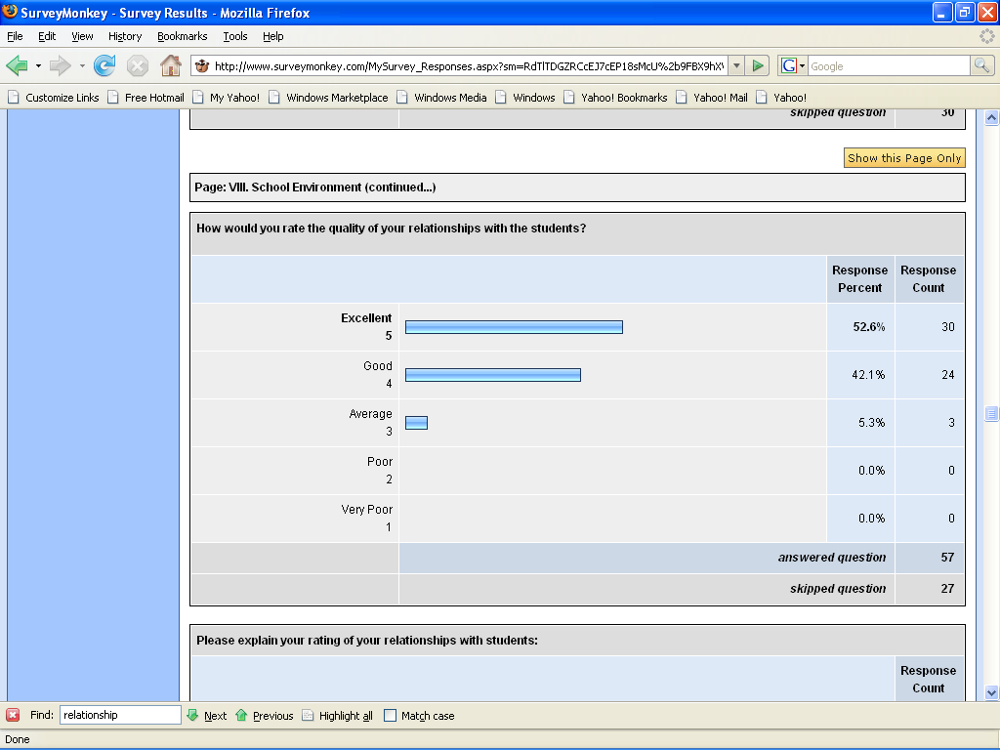 SurveyMonkey - Survey Results - Mozilla Firefox
File Edit View History Bookmarks Tools Help
http://www.surveymonkey.com/MySurvey_Responses.aspx?sm=RdTlTDGZRCcEJ7cEP18sMcU%2b9FBX9hX Google
Customize Links Free Hotmail My Yahoo! Windows Marketplace Windows Media Windows Yahoo! Bookmarks Yahoo! Mail Yahoo!
skipped question 30
Show this Page Only
Page: VIII. School Environment (continued...)
How would you rate the quality of your relationships with the students?
Response Percent Response Count
Excellent
5 52.6% 30
Good
4 42.1% 24
Average
3 5.3% 3
Poor
2 0.0% 0
Very Poor
1 0.0% 0
answered question 57
skipped question 27
Please explain your rating of your relationships with students:
Response
Count
Find: relationship Next Previous Highlight all Match case
Done